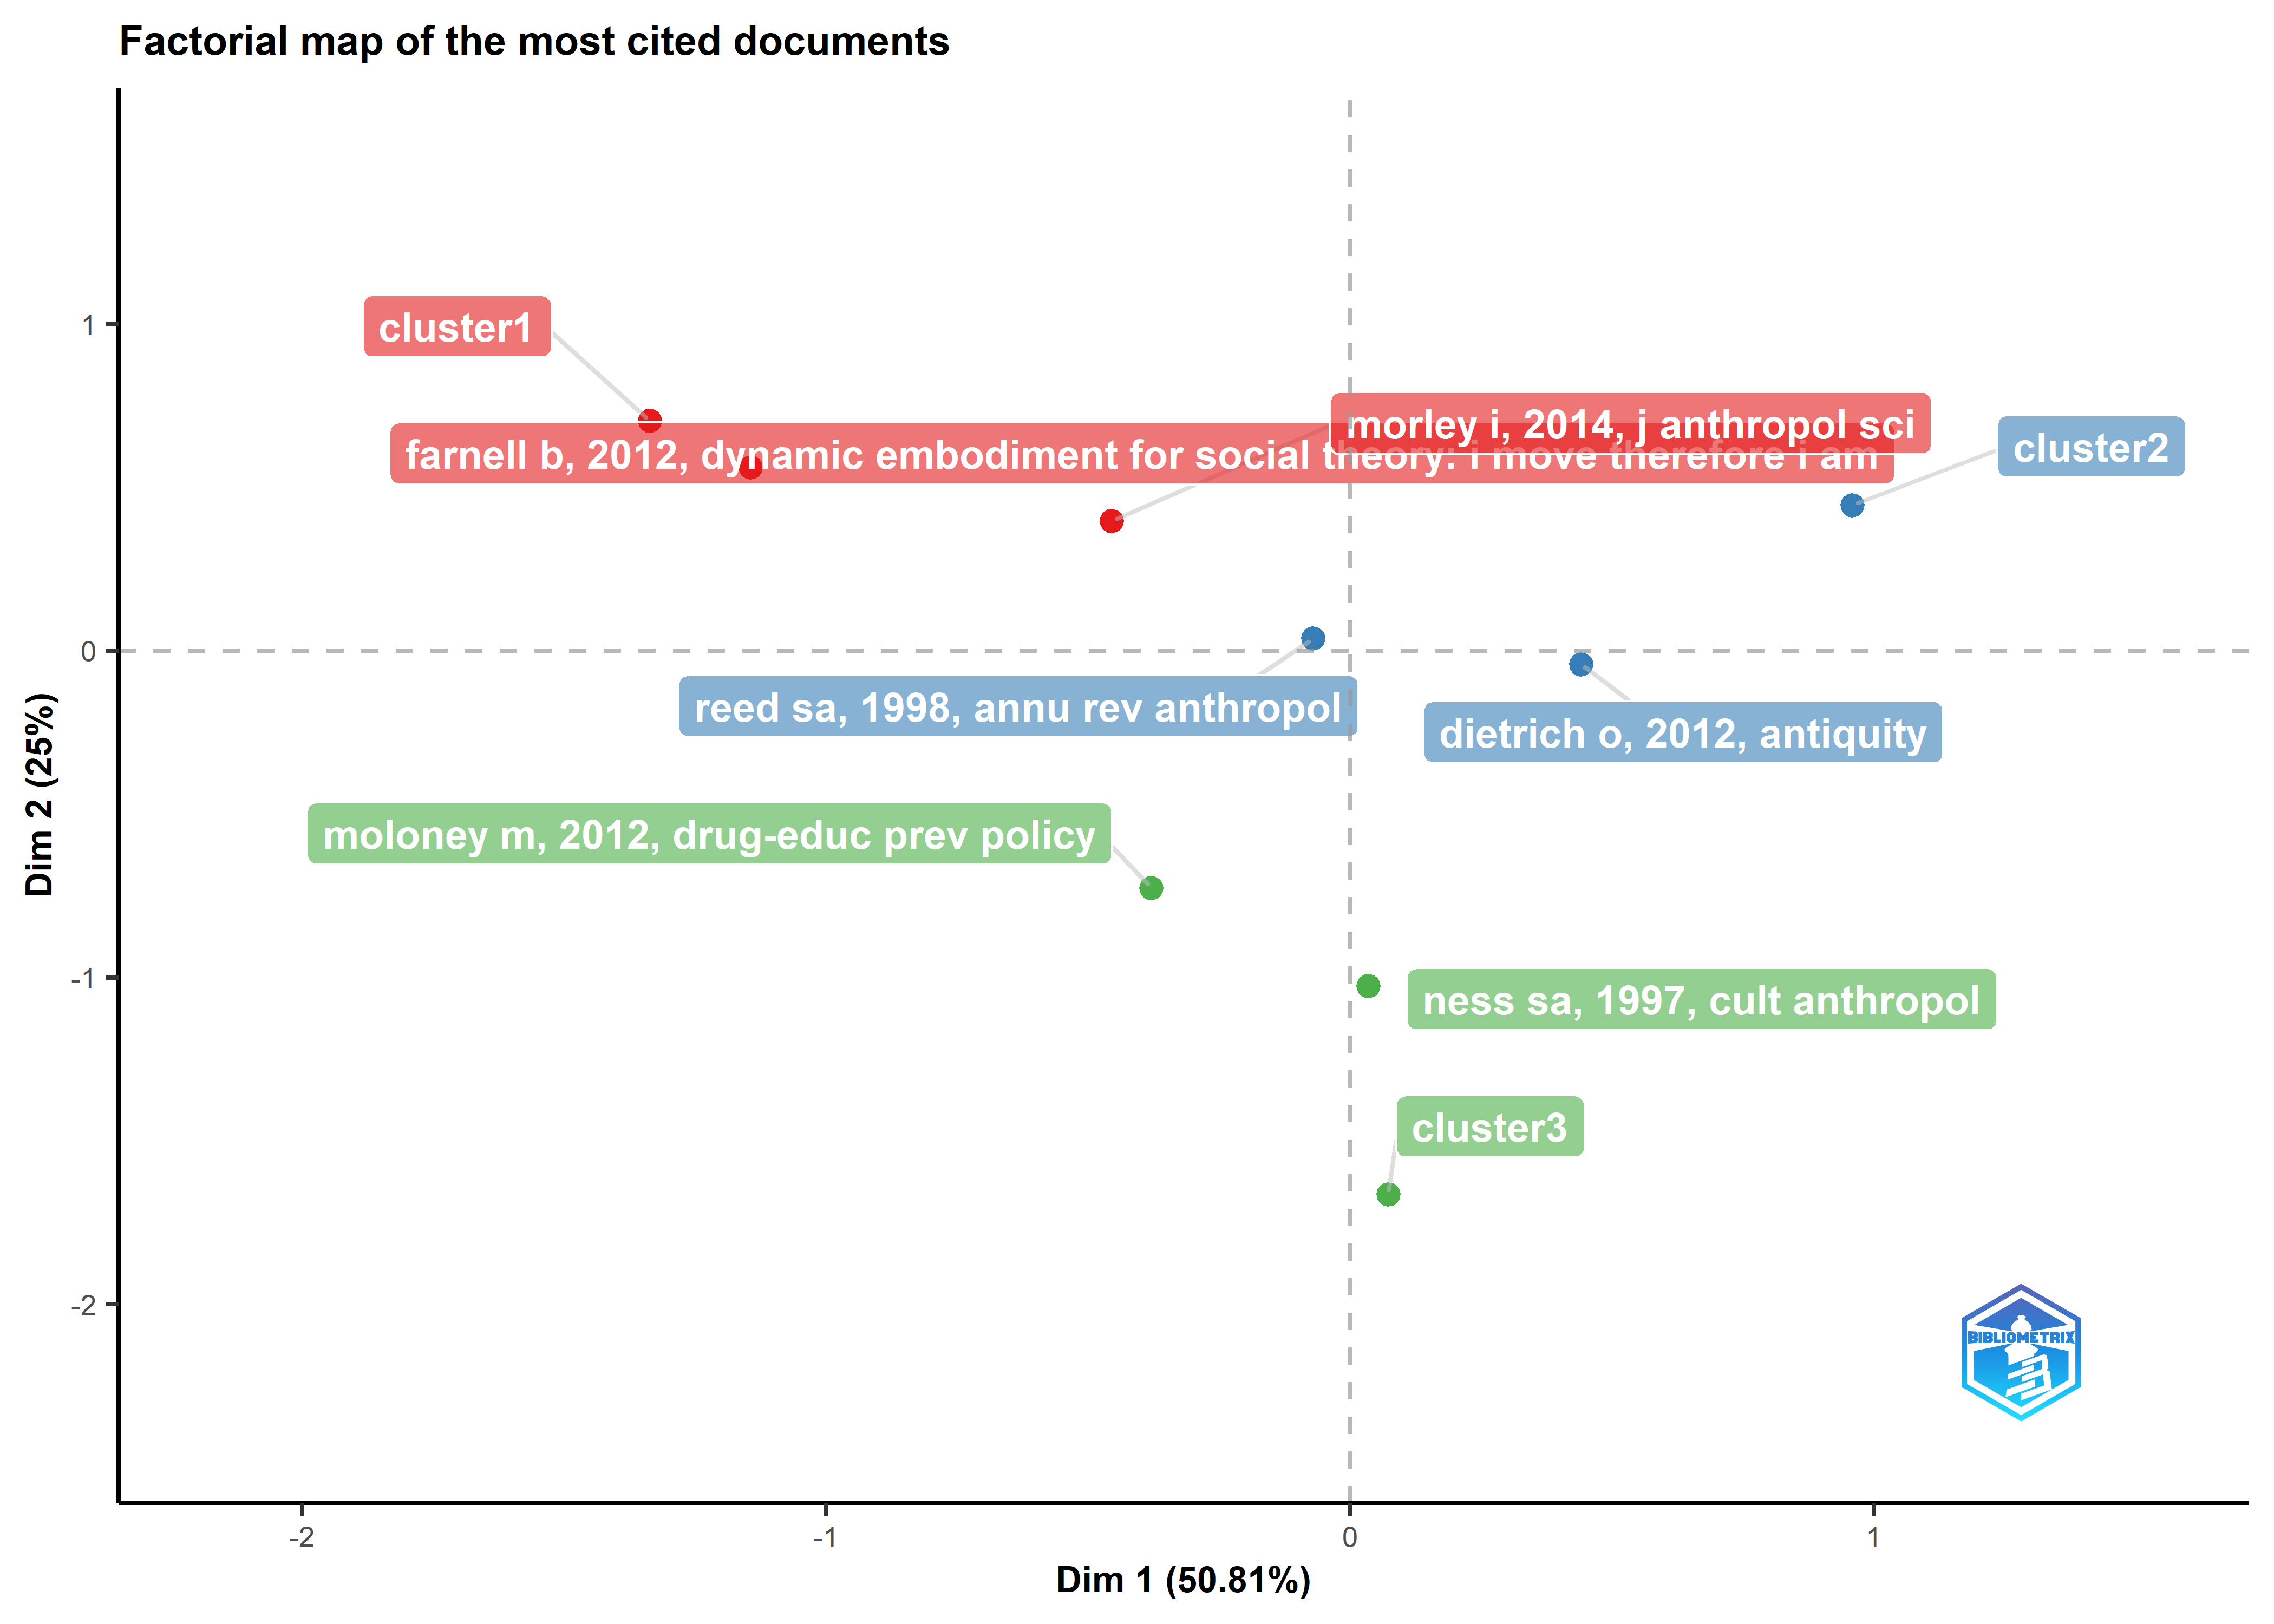 Factorial map of the most cited documents
cluster1
morley i, 2014, j anthropol sci
cluster2
farnell b, 2012, dynamic embodiment for social theory: i move therefore i am
reed sa, 1998, annu rev anthropol
dietrich o, 2012, antiquity
moloney m, 2012, drug-educ prev policy
ness sa, 1997, cult anthropol
cluster3
BIBLIOMETRIX
1
0
-1
-2
Dim 2 (25%)
-2
-1
0
1
Dim 1 (50.81%)